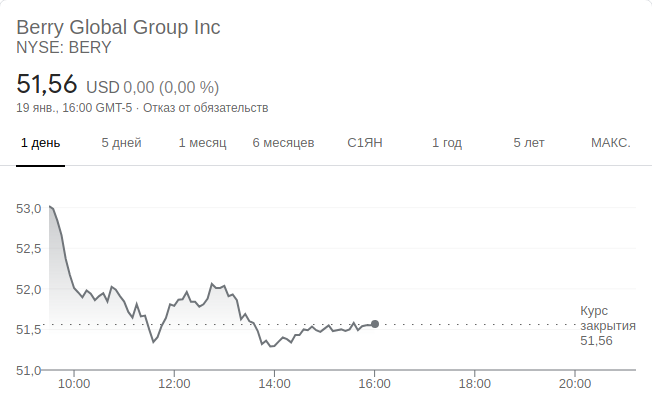 Berry Global Group Inc
NYSE: BERY
51,56 USD 0,00 (0,00 %)
19 янв., 16:00 GMT-5 · Отказ от обязательств
1 день 5 дней 1 месяц 6 месяцев С1ЯН 1 год 5 лет МАКС.
53,0
52,5
52,0
51,5
51,0
Курс
закрытия
51,56
10:00 12:00 14:00 16:00 18:00 20:00